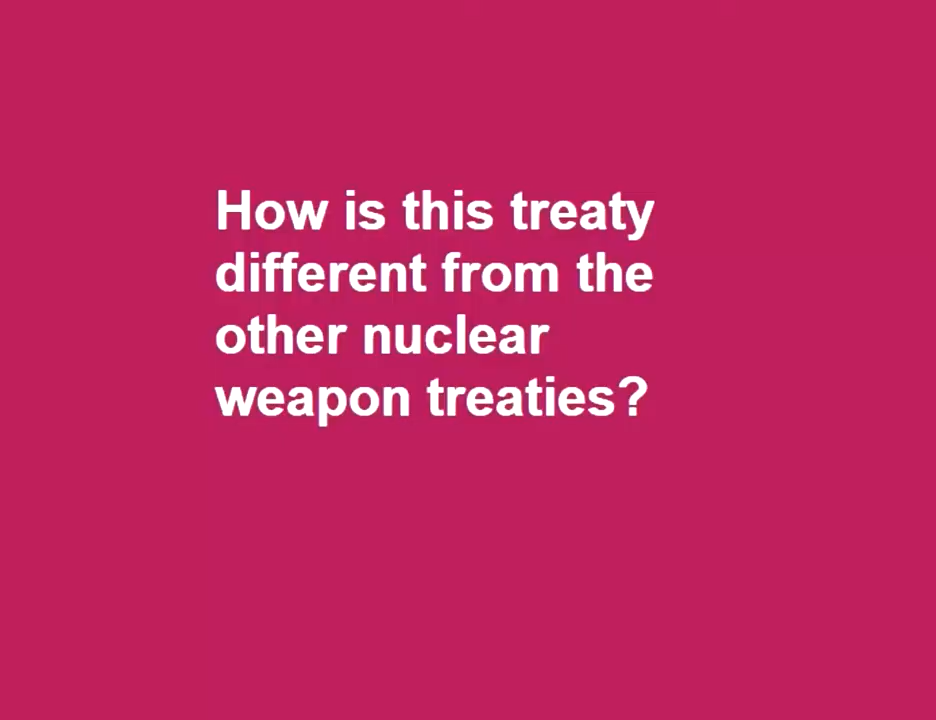 How is this treaty
different from the
other nuclear
weapon treaties?